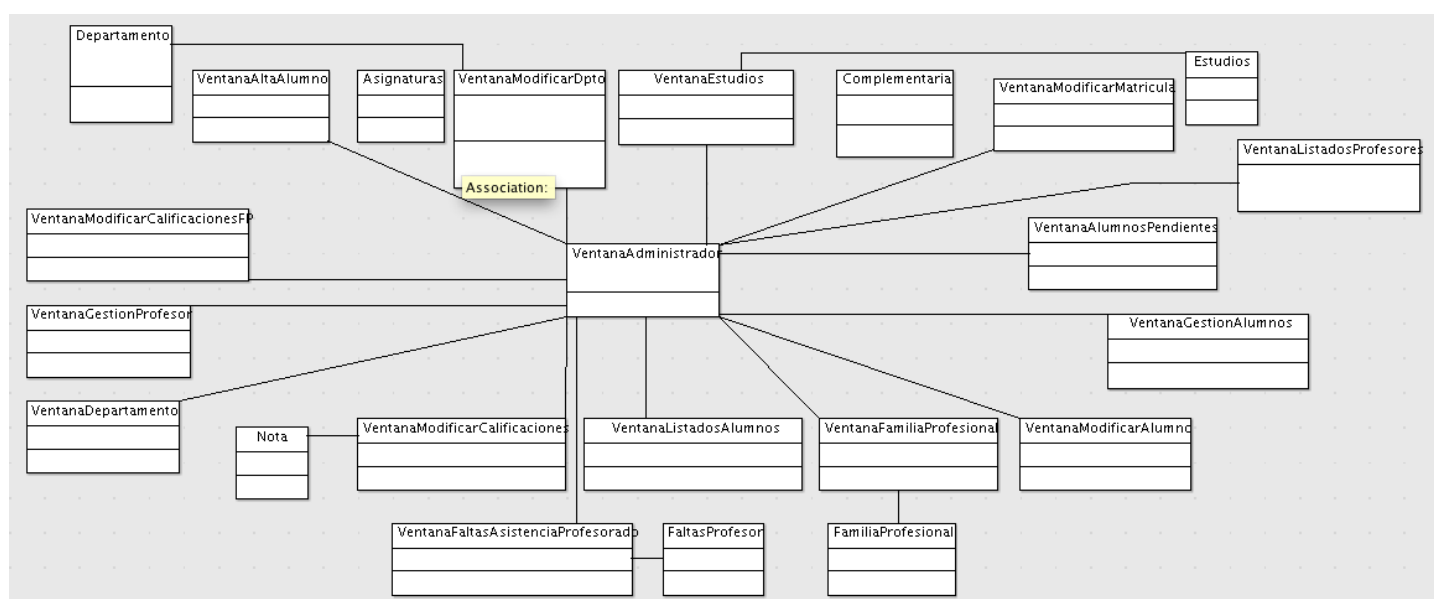 Departamento
Estudios
VentanaAltaAlumno
Asignaturas
VentanaModificarDpto
VentanaEstudios
Complementaria
VentanaModificarMatricula
VentanaListadosProfesores
Association:
VentanaModificarCalificacionesFP
VentanaAlumnosPendientes
VentanaAdministrador
VentanaGestionProfesor
VentanaGestionAlumnos
VentanaDepartamento
Nota
VentanaModificarCalificaciones
VentanaListadosAlumnos
VentanaFamiliaProfesional
VentanaModificarAlumno
VentanaFaltasAsistenciaProfesorado
FaltasProfesor
FamiliaProfesional